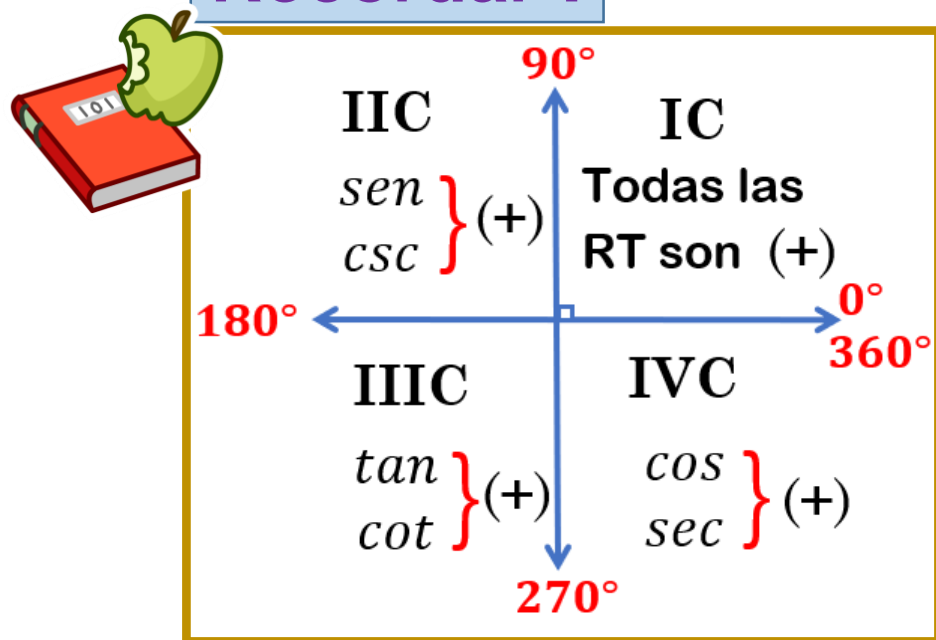 101
90°
IIC
sen
csc
(+)
IC
Todas las
RT son (+)
180°
0°
360°
IIIC
tan
cot
(+)
IVC
cos
sec
(+)
270°